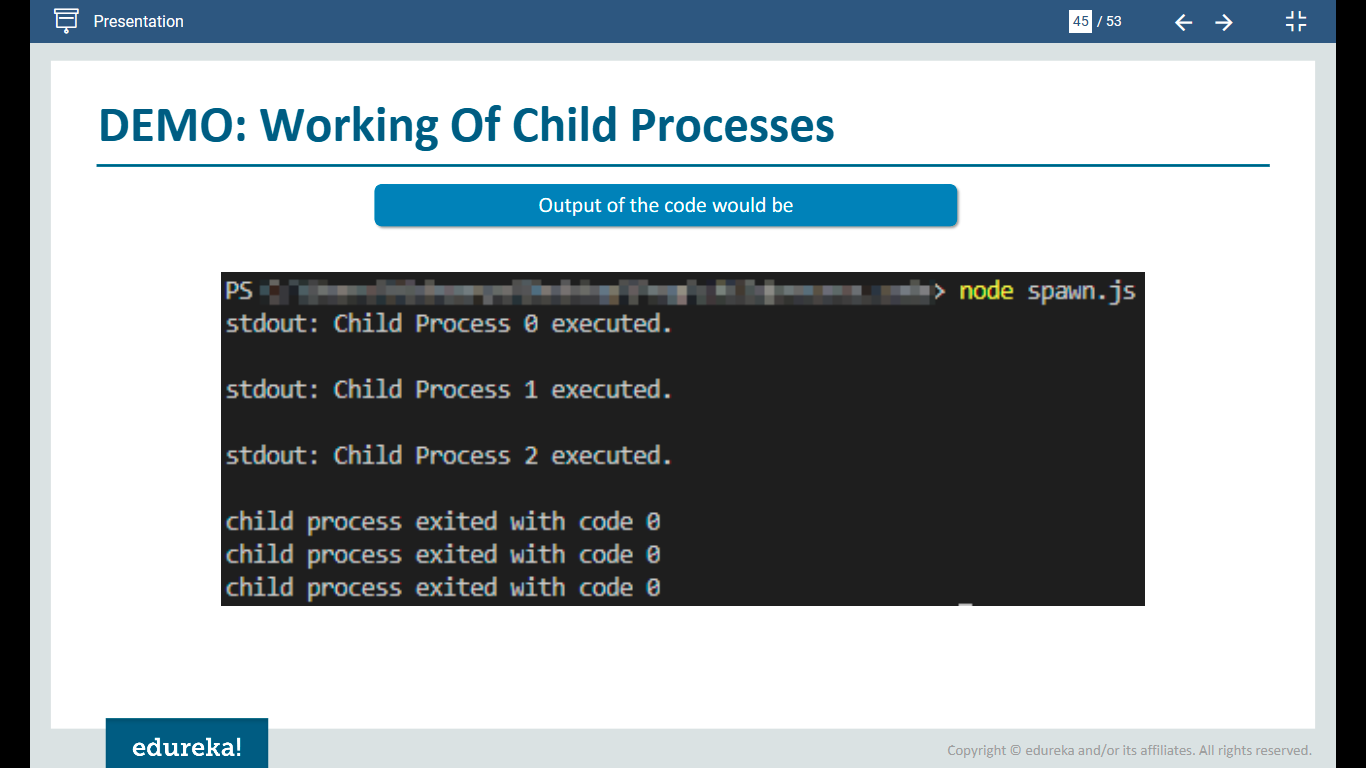 Presentation
45 / 53
DEMO: Working Of Child Processes
Output of the code would be
PS > node spawn.js
stdout: Child Process 0 executed.
stdout: Child Process 1 executed.
stdout: Child Process 2 executed.
child process exited with code 0
child process exited with code 0
child process exited with code 0
edureka!
Copyright © edureka and/or its affiliates. All rights reserved.